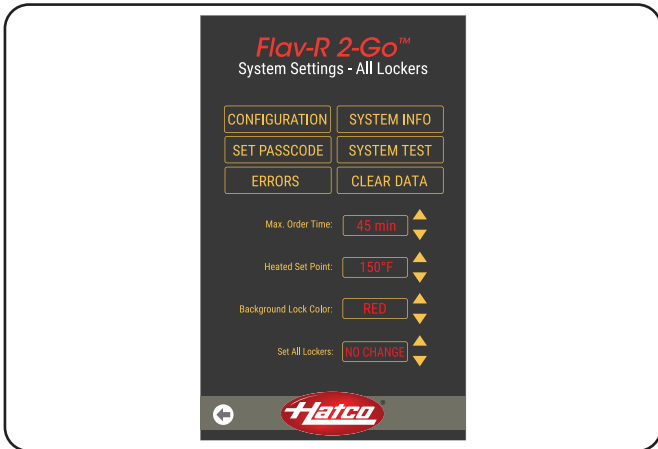 Flav-R 2-Go™
System Settings - All Lockers
CONFIGURATION SYSTEM INFO
SET PASSCODE SYSTEM TEST
ERRORS CLEAR DATA
Max. Order Time: 45 min
Heated Set Point: 150°F
Background Lock Color: RED
Set All Lockers: NO CHANGE
Hatco®